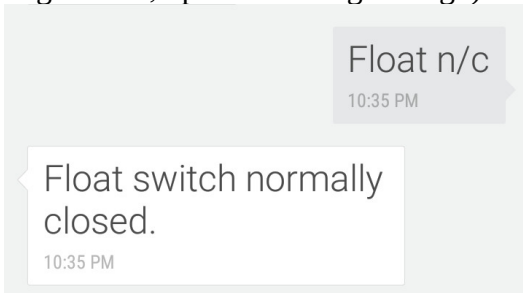 Float n/c
10:35 PM
Float switch normally
closed.
10:35 PM